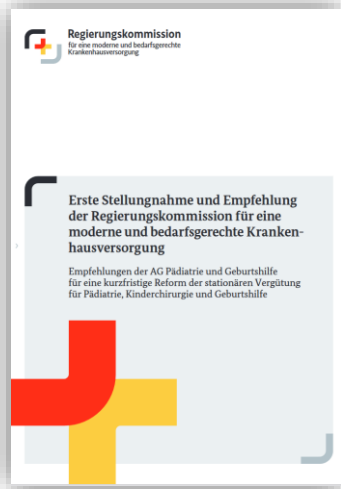 Regierungskommission
für eine moderne und bedarfsgerechte
Krankenhausversorgung
Erste Stellungnahme und Empfehlung
der Regierungskommission für eine
moderne und bedarfsgerechte Kranken-
hausversorgung
Empfehlungen der AG Pädiatrie und Geburtshilfe
für eine kurzfristige Reform der stationären Vergütung
für Pädiatrie, Kinderchirurgie und Geburtshilfe